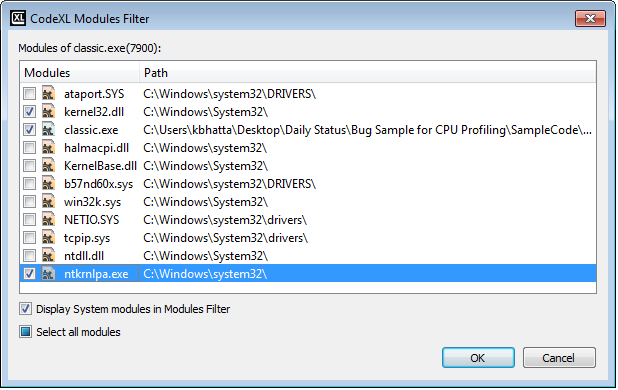 XL CodeXL Modules Filter
Modules of classic.exe(7900):
Modules Path
ataport.SYS C:\Windows\system32\DRIVERS\
kernel32.dll C:\Windows\system32\
classic.exe C:\Users\kbhatta\Desktop\Daily Status\Bug Sample for CPU Profiling\SampleCode\...
halmacpi.dll C:\Windows\system32\
KernelBase.dll C:\Windows\system32\
b57nd60x.sys C:\Windows\system32\DRIVERS\
win32k.sys C:\Windows\System32\
NETIO.SYS C:\Windows\system32\drivers\
tcpip.sys C:\Windows\system32\drivers\
ntdll.dll C:\Windows\System32\
ntkrnlpa.exe C:\Windows\system32\
Display System modules in Modules Filter
Select all modules
OK Cancel